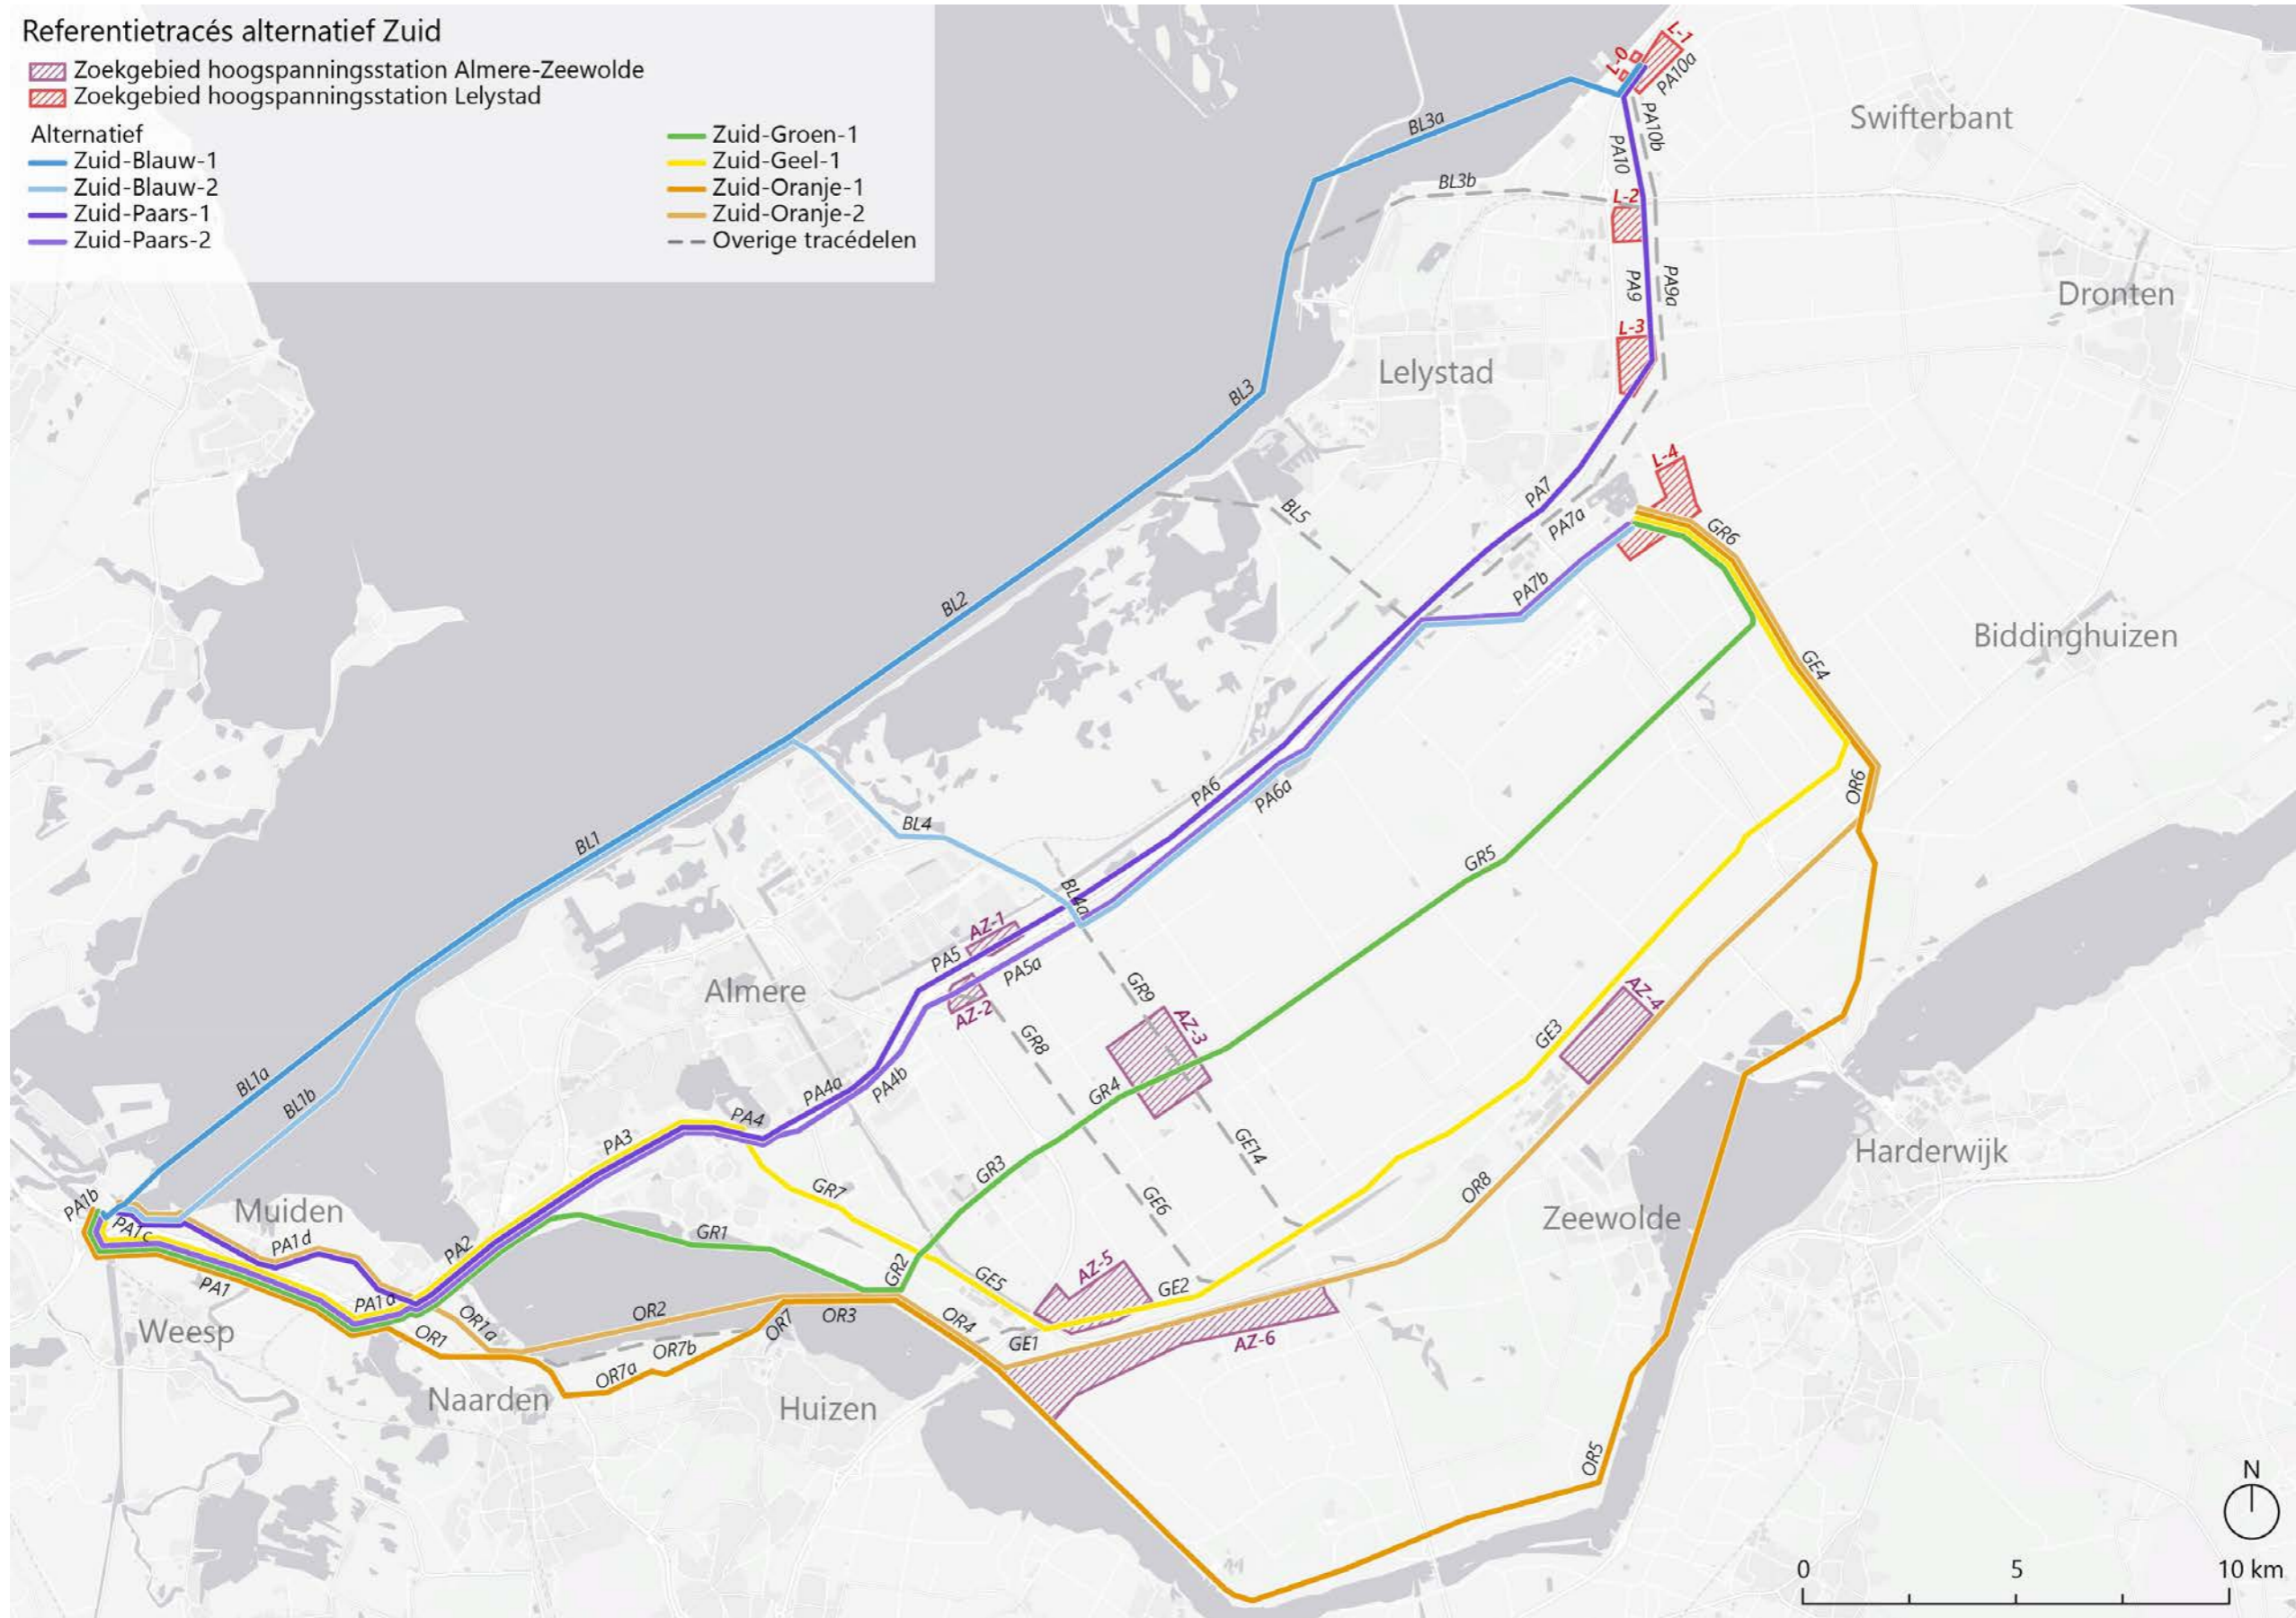 Referentietracés alternatief Zuid
Zoekgebied hoogspanningsstation Almere-Zeewolde
Zoekgebied hoogspanningsstation Lelystad
Alternatief
Zuid-Blauw-1
Zuid-Blauw-2
Zuid-Paars-1
Zuid-Paars-2
Zuid-Groen-1
Zuid-Geel-1
Zuid-Oranje-1
Zuid-Oranje-2
Overige tracédelen
L-1
L-0
PA10a
Swifterbant
BL3a
PA10
PA10b
BL3b
L-2
PA9
PA9a
Dronten
L-3
Lelystad
BL3
L-4
PA7
BL5
PA7a
GR6
PA7b
BL2
Biddinghuizen
GE4
PA6
PA6a
OR6
BL4
BL1
GR5
BL4a
AZ-1
PA5
PA5a
Almere
AZ-2
GR9
AZ-3
AZ-4
GR8
GE3
BL1a
BL1b
PA4a
PA4b
GR4
PA4
PA3
GE14
Harderwijk
GR3
GR7
GE6
OR8
PA1b
Muiden
PA1c
PA1d
Zeewolde
PA2
GR1
GR2
AZ-5
GE5
PA1
PA1a
GE2
OR2
OR3
OR4
OR1
OR1a
OR7
Weesp
GE1
AZ-6
OR7b
OR7a
Naarden
Huizen
OR5
N
0 5 10 km